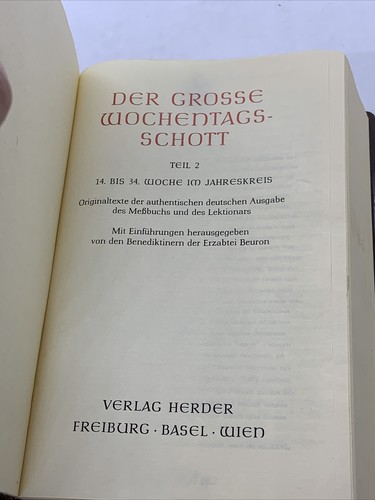 DER GROSSE
WOCHENTAGS-
SCHOTT
TEIL 2
14. BIS 34. WOCHE IM JAHRESKREIS
Originaltexte der authentischen deutschen Ausgabe
des Meßbuchs und des Lektionars
Mit Einführungen herausgegeben
von den Benediktinern der Erzabtei Beuron
VERLAG HERDER
FREIBURG · BASEL · WIEN